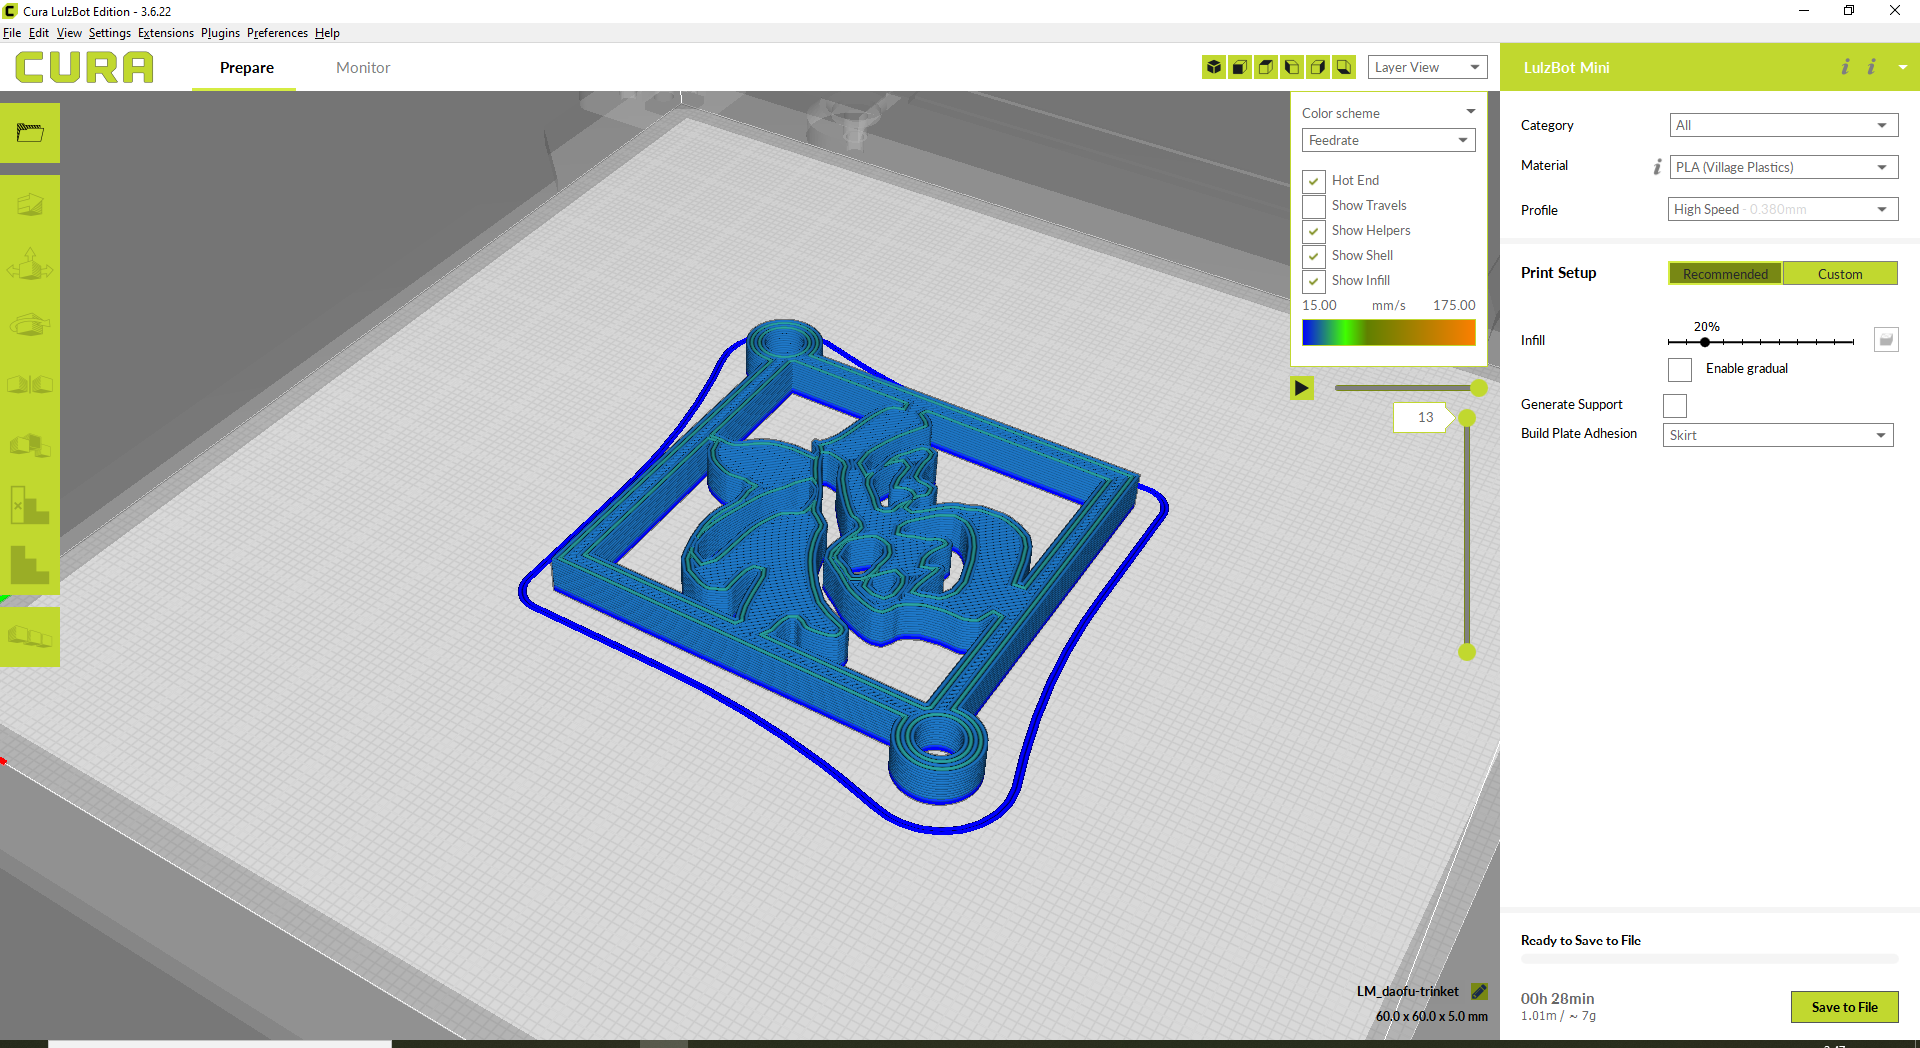 Cura LulzBot Edition - 3.6.22
File Edit View Settings Extensions Plugins Preferences Help
CURA
Prepare
Monitor
Layer View
LulzBot Mini
Color scheme
Feedrate
Hot End
Show Travels
Show Helpers
Show Shell
Show Infill
15.00 mm/s 175.00
13
Category All
Material PLA (Village Plastics)
Profile High Speed - 0.380mm
Print Setup Recommended Custom
20%
Infill
Enable gradual
Generate Support
Build Plate Adhesion Skirt
LM_daofu-trinket
60.0 x 60.0 x 5.0 mm
Ready to Save to File
00h 28min
1.01m / ~ 7g
Save to File